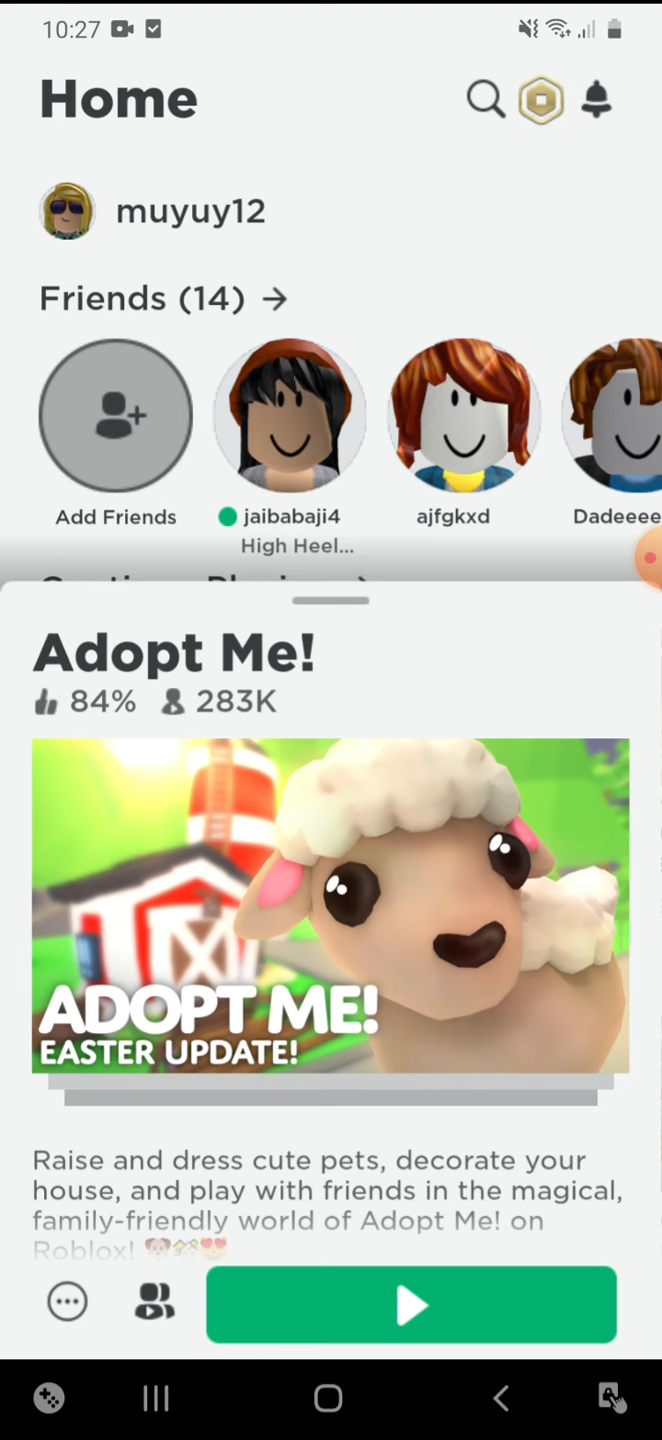 10:27
Home
muyuy12
Friends (14) →
Add Friends
jaibabaji4
ajfgkxd
Dadeeee
High Heel...
Adopt Me!
84% 283K
ADOPT ME!
EASTER UPDATE!
Raise and dress cute pets, decorate your
house, and play with friends in the magical,
family-friendly world of Adopt Me! on
Roblox! 🐶🏘️😍